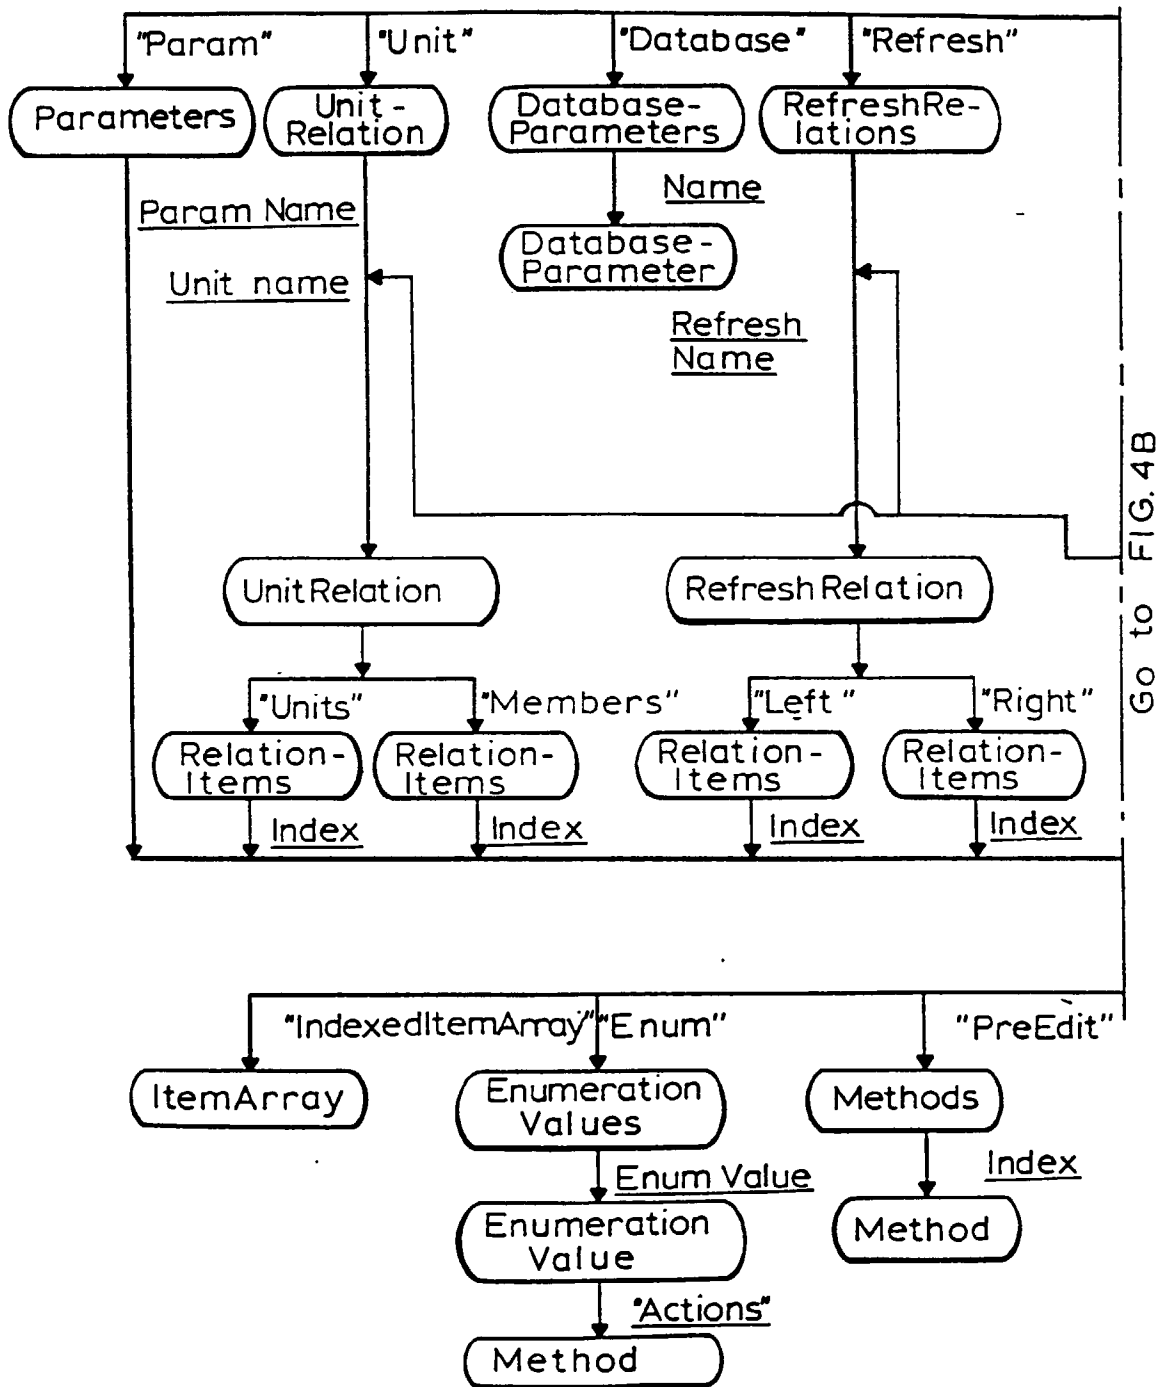 "Param"
"Unit"
"Database"
"Refresh"
Parameters
Unit-
Relation
Database-
Parameters
RefreshRe-
lations
Param Name
Name
Database-
Parameter
Unit name
Refresh
Name
Go to FIG. 4B
UnitRelation
Refresh Relation
"Units"
"Members"
"Left"
"Right"
Relation-
Items
Relation-
Items
Relation-
Items
Relation-
Items
Index
Index
Index
Index
"IndexedItemArray"
"Enum"
"PreEdit"
ItemArray
Enumeration
Values
Methods
Enum Value
Index
Enumeration
Value
Method
"Actions"
Method